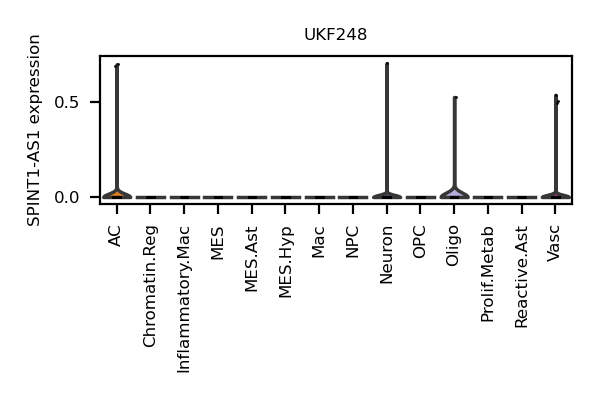 UKF248
SPINT1-AS1 expression
0.5
0.0
AC
Chromatin.Reg
Inflammatory.Mac
MES
MES.Ast
MES.Hyp
Mac
NPC
Neuron
OPC
Oligo
Prolif.Metab
Reactive.Ast
Vasc